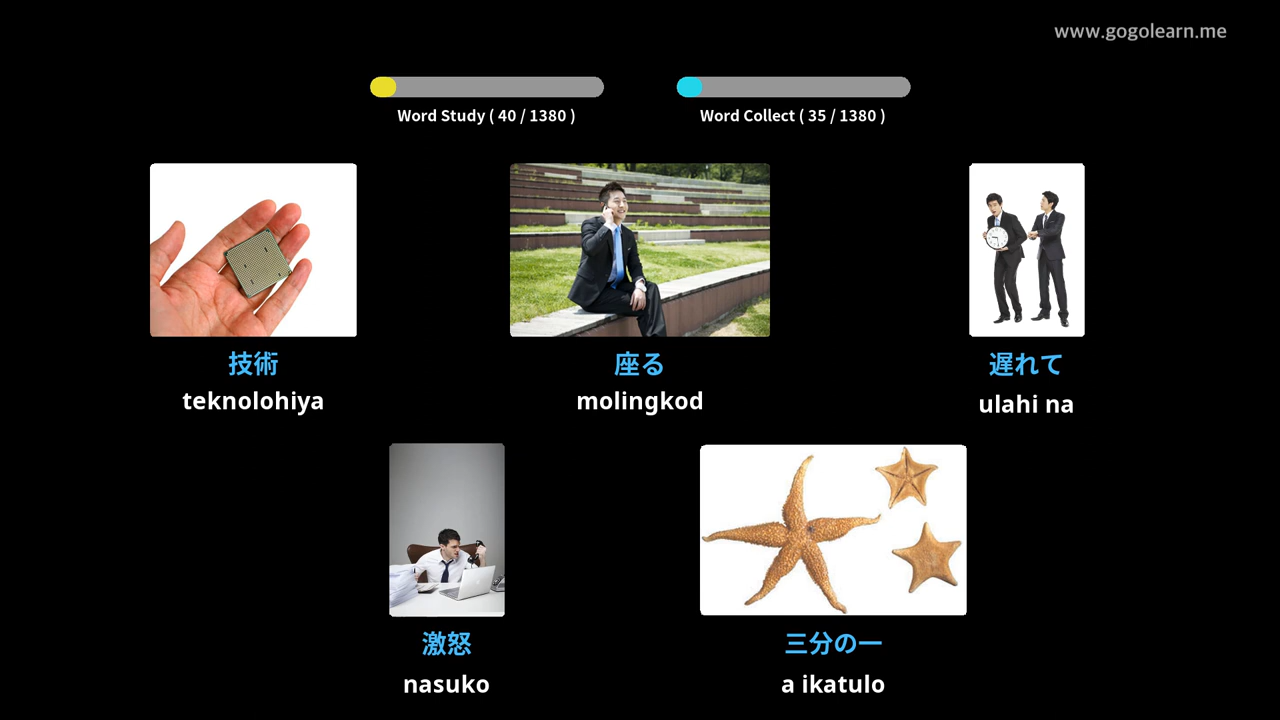 www.gogolearn.me
Word Study ( 40 / 1380 )
Word Collect ( 35 / 1380 )
技術
teknolohiya
座る
molingkod
遅れて
ulahi na
激怒
nasuko
三分の一
a ikatulo